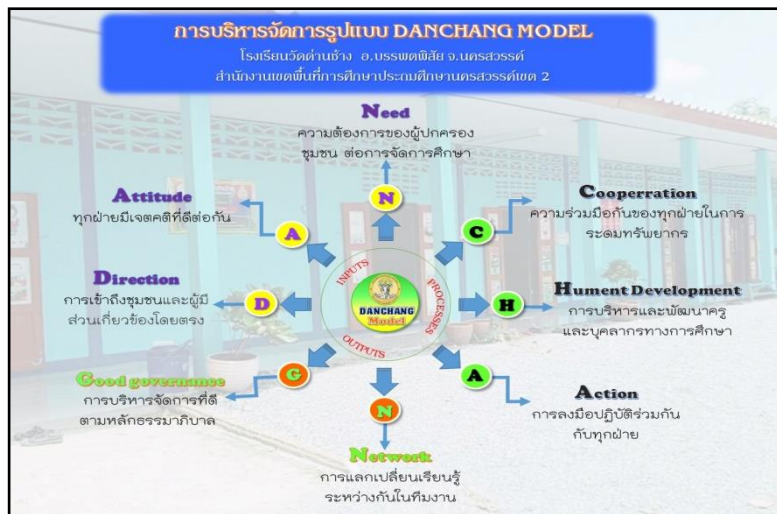 การบริหารจัดการรูปแบบ DANCHANG MODEL
โรงเรียนวัดด่านช้าง อ.บรรพตพิสัย จ.นครสวรรค์
สำนักงานเขตพื้นที่การศึกษาประถมศึกษานครสวรรค์เขต 2
Need
ความต้องการของผู้ปกครอง
ชุมชน ต่อการจัดการศึกษา
N
Attitude
ทุกฝ่ายมีเจตคติที่ดีต่อกัน
A
Cooperration
ความร่วมมือกันของทุกฝ่ายในการ
ระดมทรัพยากร
C
Direction
การเข้าถึงชุมชนและผู้มี
ส่วนเกี่ยวข้องโดยตรง
D
INPUTS
PROCESSES
OUTPUTS
DANCHANG
Model
Hument Development
การบริหารและพัฒนาครู
และบุคลากรทางการศึกษา
H
Good governance
การบริหารจัดการที่ดี
ตามหลักธรรมาภิบาล
G
N
Network
การแลกเปลี่ยนเรียนรู้
ระหว่างกันในทีมงาน
A
Action
การลงมือปฏิบัติร่วมกัน
กับทุกฝ่าย